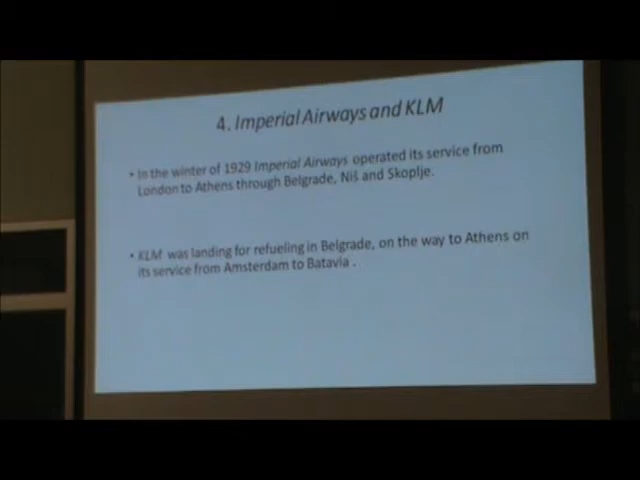 4. Imperial Airways and KLM
• In the winter of 1929 Imperial Airways operated its service from
London to Athens through Belgrade, Niš and Skoplje.
• KLM was landing for refueling in Belgrade, on the way to Athens on
its service from Amsterdam to Batavia .